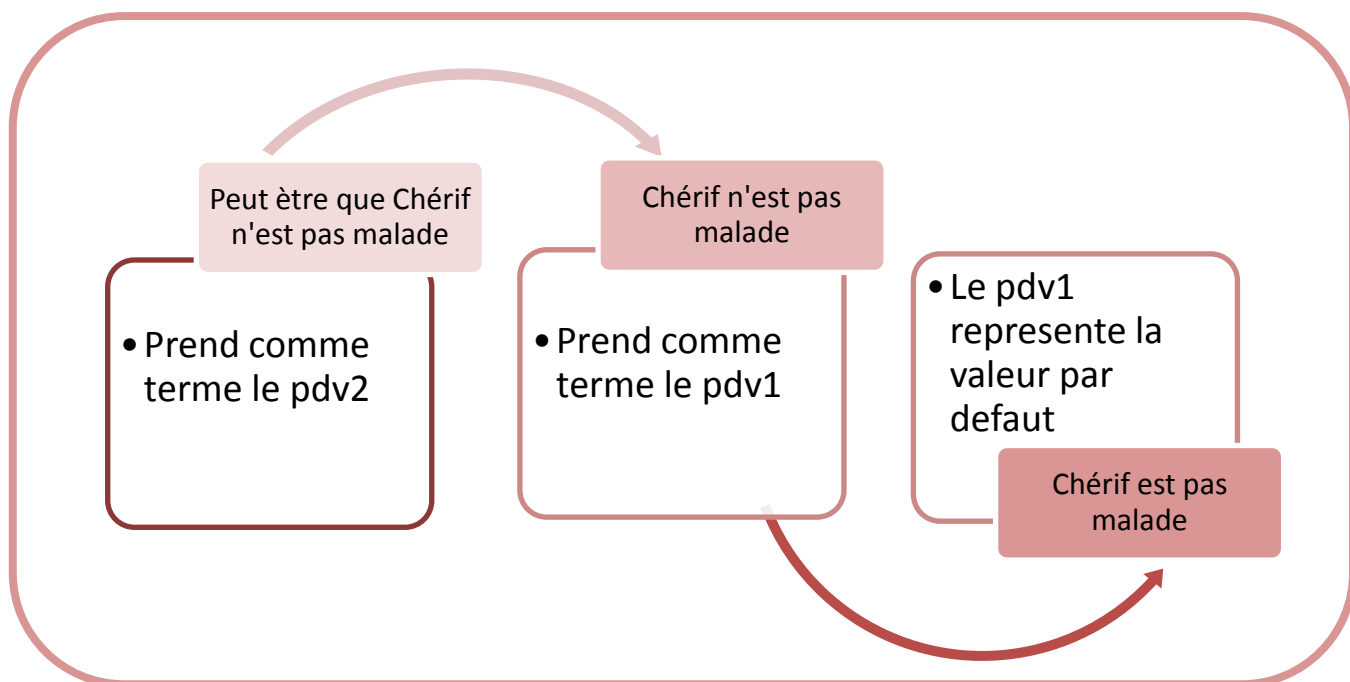 Peut ètre que Chérif
n'est pas malade
• Prend comme
terme le pdv2
Chérif n'est pas
malade
• Prend comme
terme le pdv1
• Le pdv1
represente la
valeur par
defaut
Chérif est pas
malade